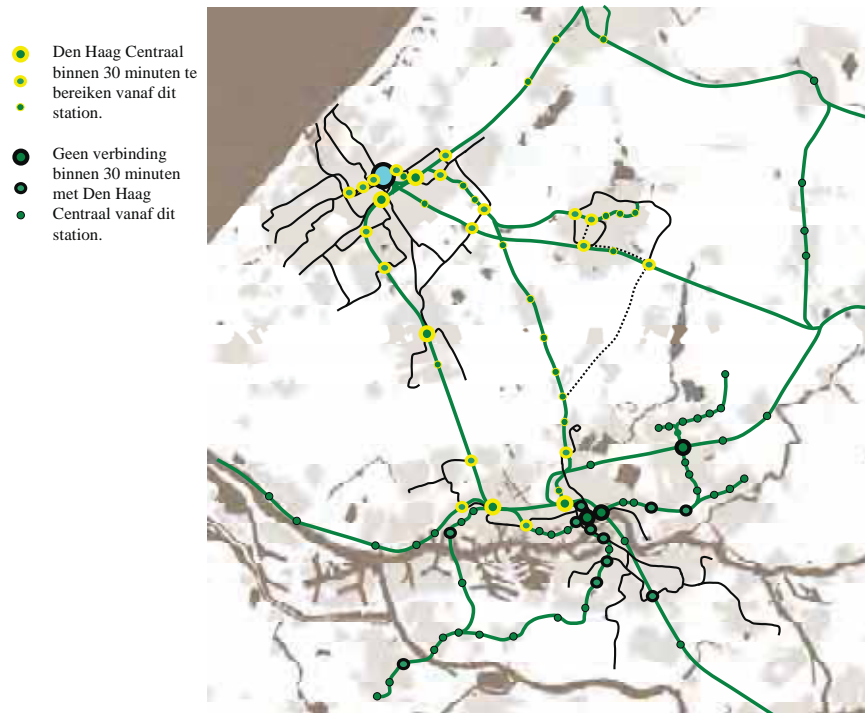 Den Haag Centraal
binnen 30 minuten te
bereiken vanaf dit
station.
Geen verbinding
binnen 30 minuten
met Den Haag
Centraal vanaf dit
station.